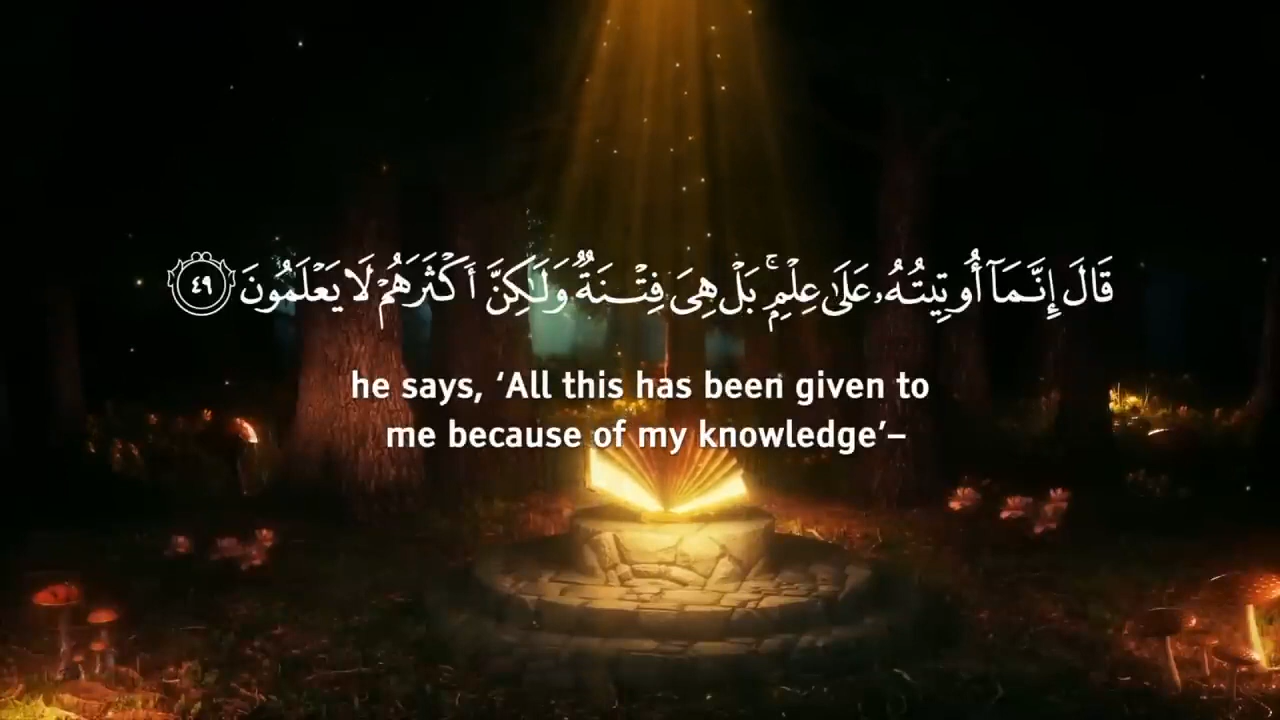 قَالَ إِنَّمَآ أُوتِيتُهُۥ عَلَىٰ عِلْمٍۭ ۚ بَلْ هِىَ فِتْنَةٌ وَلَـٰكِنَّ أَكْثَرَهُمْ لَا يَعْلَمُونَ ٤٩
he says, ‘All this has been given to
me because of my knowledge’–